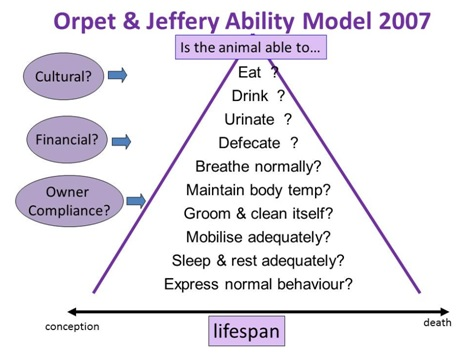 Orpet & Jeffery Ability Model 2007
Is the animal able to...
Cultural?
Eat ?
Drink ?
Urinate ?
Financial?
Defecate ?
Breathe normally?
Owner
Compliance?
Maintain body temp?
Groom & clean itself?
Mobilise adequately?
Sleep & rest adequately?
Express normal behaviour?
conception
lifespan
death